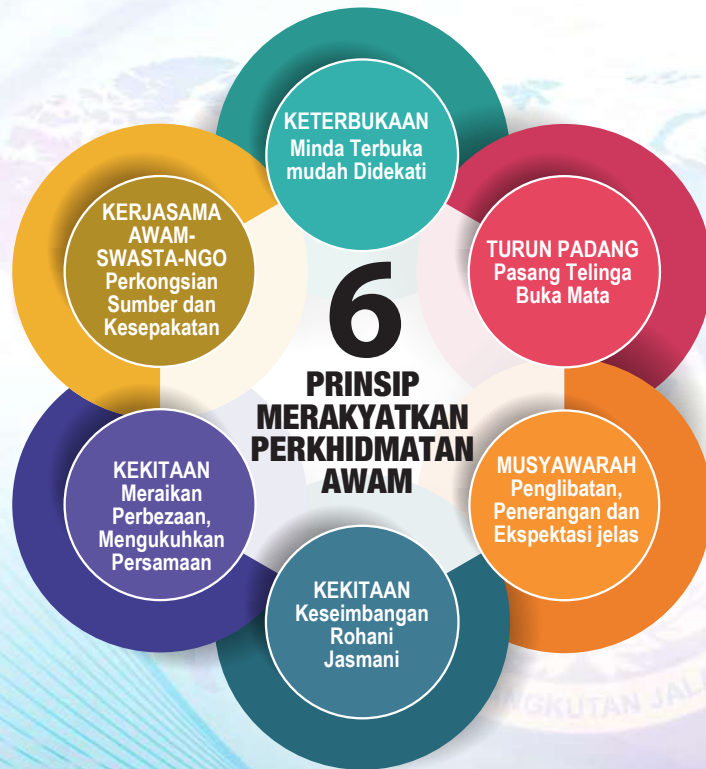 KETERBUKAAN
Minda Terbuka
mudah Didekati
TURUN PADANG
Pasang Telinga
Buka Mata
MUSYAWARAH
Penglibatan,
Penerangan dan
Ekspektasi jelas
KEKITAAN
Keseimbangan
Rohani
Jasmani
KEKITAAN
Meraikan
Perbezaan,
Mengukuhkan
Persamaan
KERJASAMA
AWAM-
SWASTA-NGO
Perkongsian
Sumber dan
Kesepakatan
6
PRINSIP
MERAKYATKAN
PERKHIDMATAN
AWAM